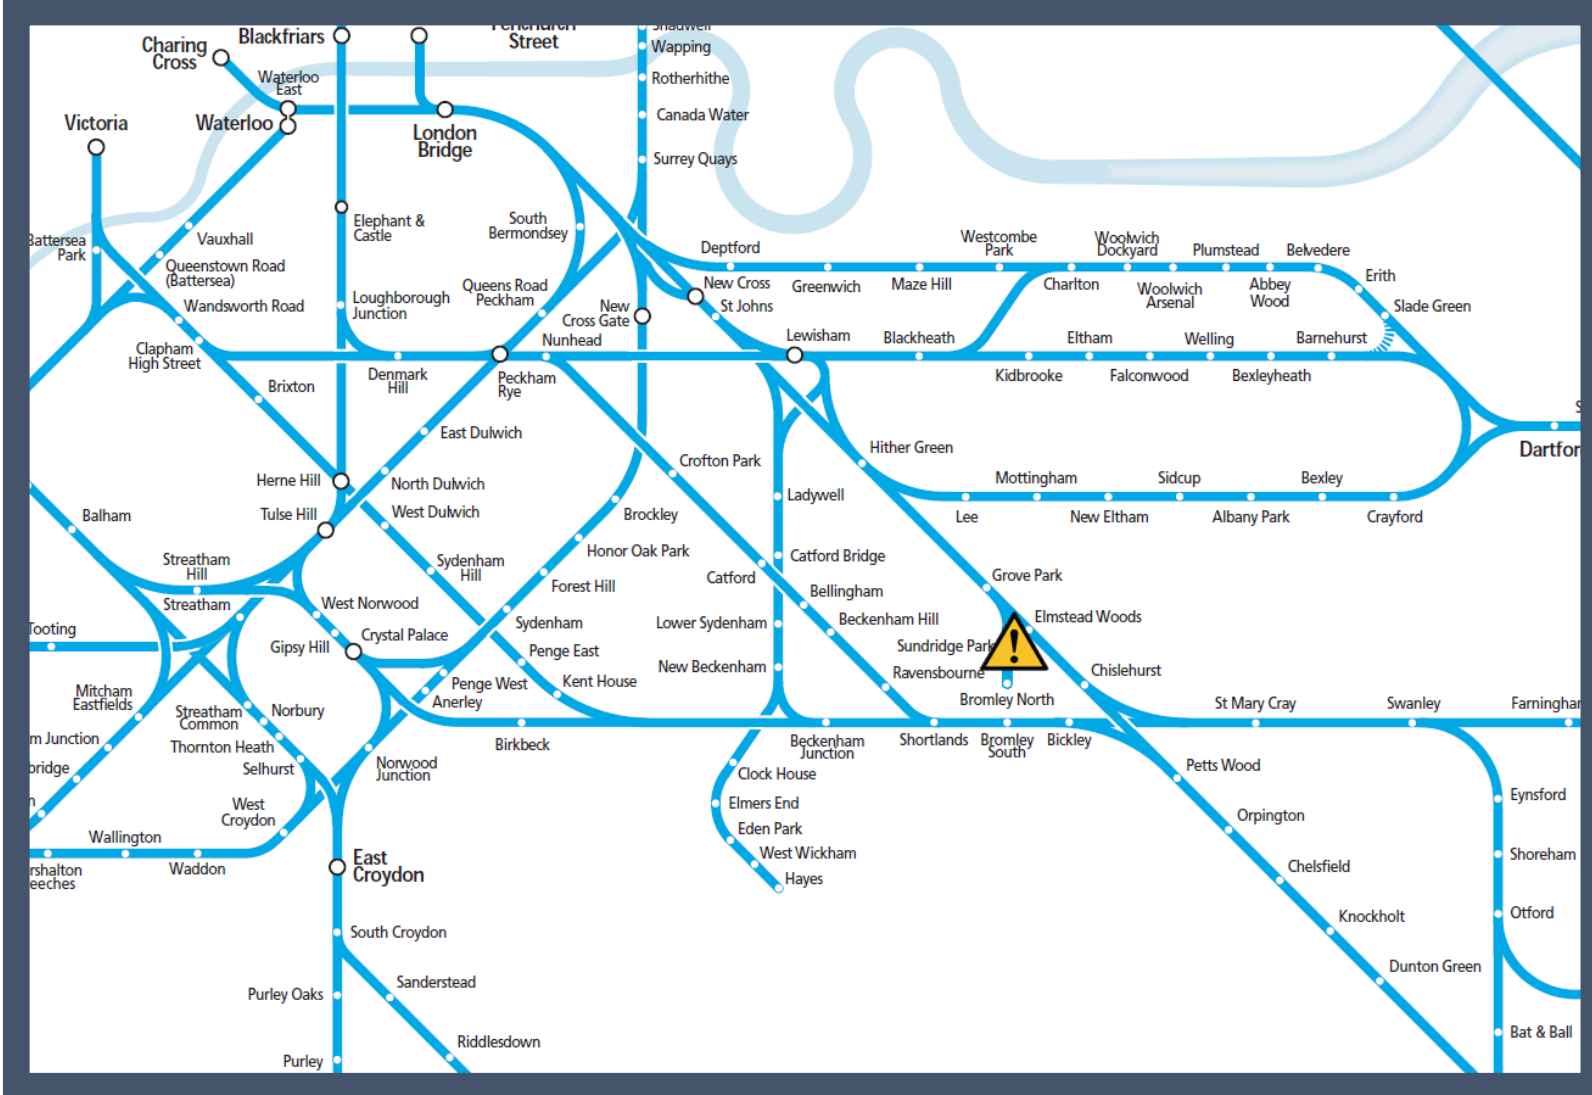 Charing
Cross
Blackfriars
Street
Shadwell
Wapping
Waterloo
East
Rotherhithe
Victoria
Waterloo
London
Bridge
Canada Water
Surrey Quays
Elephant &
Castle
South
Bermondsey
Battersea
Park
Vauxhall
Queenstown Road
(Battersea)
Wandsworth Road
Deptford
Westcombe
Park
Woolwich
Dockyard
Plumstead
Belvedere
Greenwich
Maze Hill
Charlton
Woolwich
Arsenal
Abbey
Wood
Erith
Slade Green
Loughborough
Junction
Queens Road
Peckham
New
Cross Gate
New Cross
St Johns
Nunhead
Lewisham
Blackheath
Eltham
Welling
Barnehurst
Clapham
High Street
Denmark
Hill
Peckham
Rye
Kidbrooke
Falconwood
Bexleyheath
Brixton
East Dulwich
Dartfor
Hither Green
Crofton Park
Herne Hill
North Dulwich
Ladywell
Mottingham
Sidcup
Bexley
Balham
Tulse Hill
West Dulwich
Brockley
Lee
New Eltham
Albany Park
Crayford
Streatham
Hill
Honor Oak Park
Catford Bridge
Sydenham
Hill
Forest Hill
Catford
Bellingham
Grove Park
Streatham
West Norwood
Sydenham
Lower Sydenham
Beckenham Hill
Elmstead Woods
Tooting
Gipsy Hill
Crystal Palace
Penge East
New Beckenham
Sundridge Park
Ravensbourne
Chislehurst
Mitcham
Eastfields
Penge West
Kent House
Bromley North
Anerley
Streatham
Common
Norbury
St Mary Cray
Swanley
Farninghar
m Junction
Thornton Heath
Birkbeck
Beckenham
Junction
Shortlands
Bromley
South
Bickley
bridge
Selhurst
Norwood
Junction
Clock House
Petts Wood
n
West
Croydon
Elmers End
Eynsford
Wallington
Eden Park
Orpington
West Wickham
Shoreham
rshalton
eeches
Waddon
East
Croydon
Hayes
Chelsfield
South Croydon
Knockholt
Otford
Purley Oaks
Sanderstead
Dunton Green
Purley
Riddlesdown
Bat & Ball